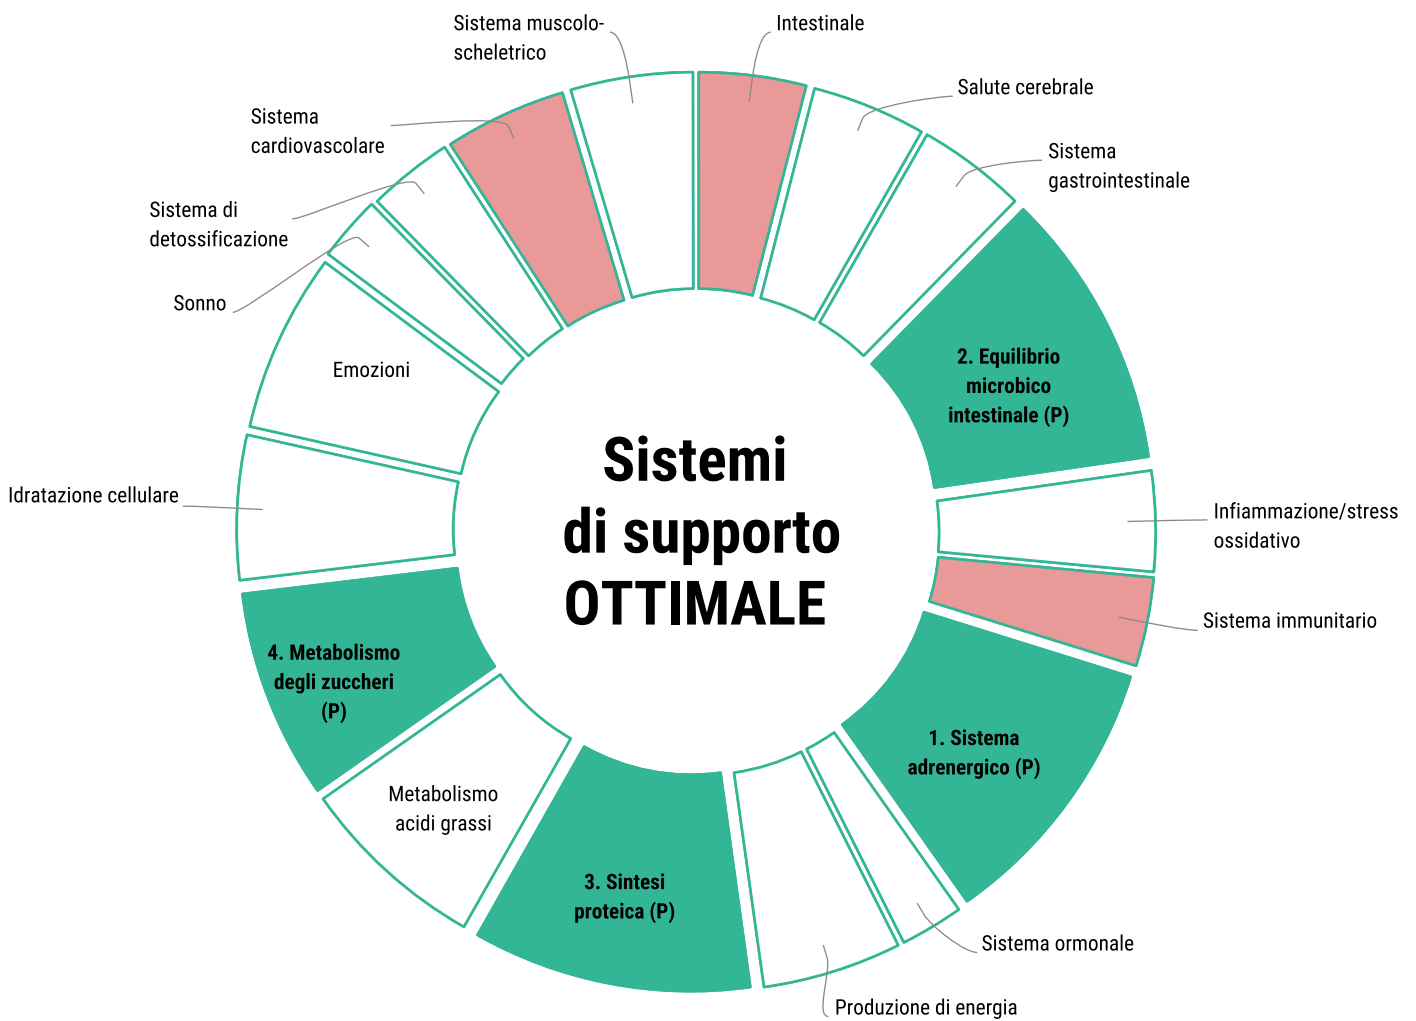 Sistema muscolo-
scheletrico
Intestinale
Salute cerebrale
Sistema
gastrointestinale
2. Equilibrio
microbico
intestinale (P)
Infiammazione/stress
ossidativo
Sistema immunitario
1. Sistema
adrenergico (P)
Sistema ormonale
Produzione di energia
3. Sintesi
proteica (P)
Metabolismo
acidi grassi
4. Metabolismo
degli zuccheri
(P)
Idratazione cellulare
Emozioni
Sonno
Sistema di
detossificazione
Sistema
cardiovascolare
Sistemi
di supporto
OTTIMALE